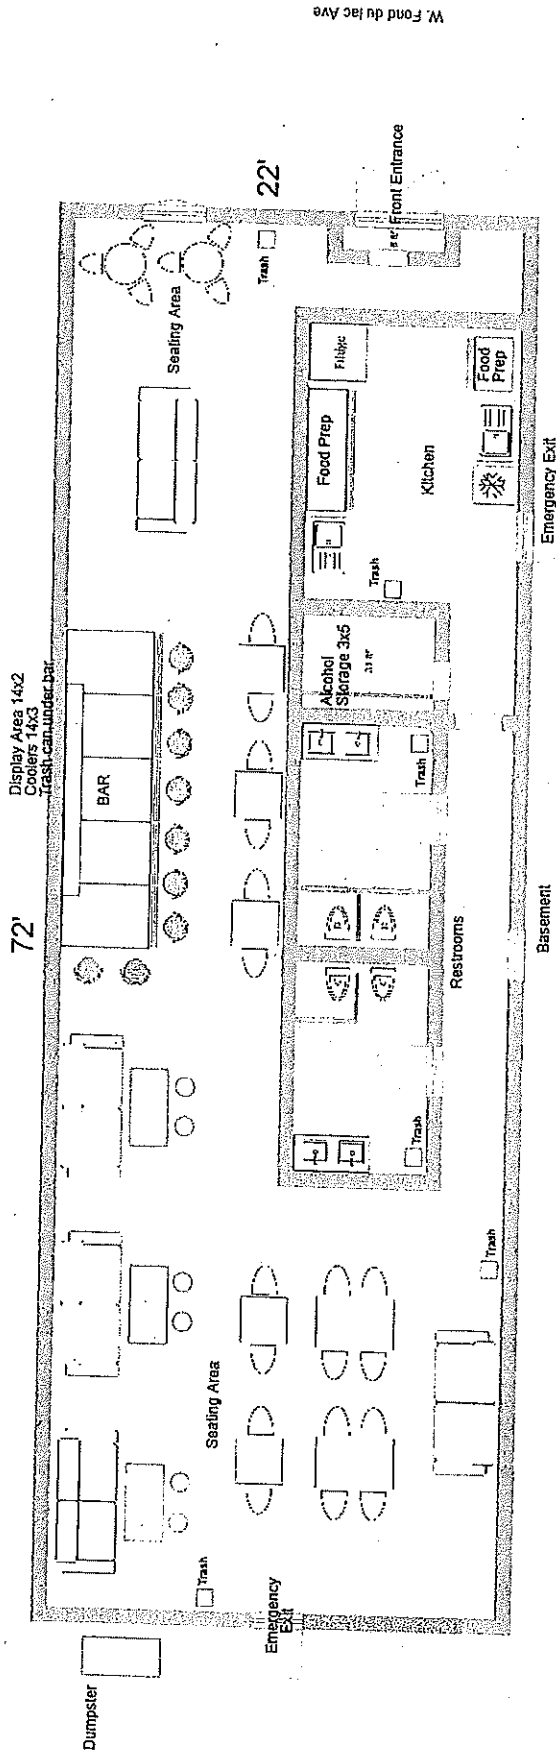 W. Fond du lac Ave
22'
Front Entrance
Trash
Seating Area
Food Prep
Food
Prep
Kitchen
Emergency Exit
Trash
Alcohol
Storage 3x5
Display Area 14x2
Coolers 14x3
Trash can under bar
BAR
72'
Trash
Restrooms
Basement
Trash
Trash
Seating Area
Trash
Emergency
Exit
Dumpster